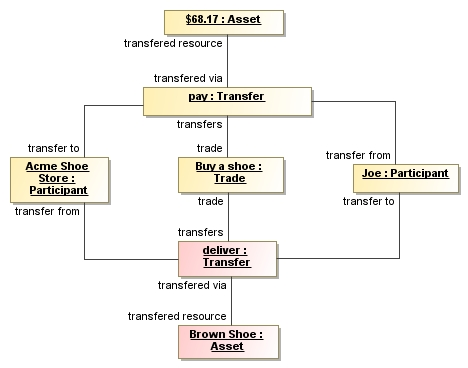 $68.17 : Asset
transfered resource
transfered via
pay : Transfer
transfers
transfer to
trade
transfer from
Acme Shoe
Store :
Participant
Buy a shoe :
Trade
Joe : Participant
transfer from
trade
transfer to
transfers
deliver :
Transfer
transfered via
transfered resource
Brown Shoe :
Asset